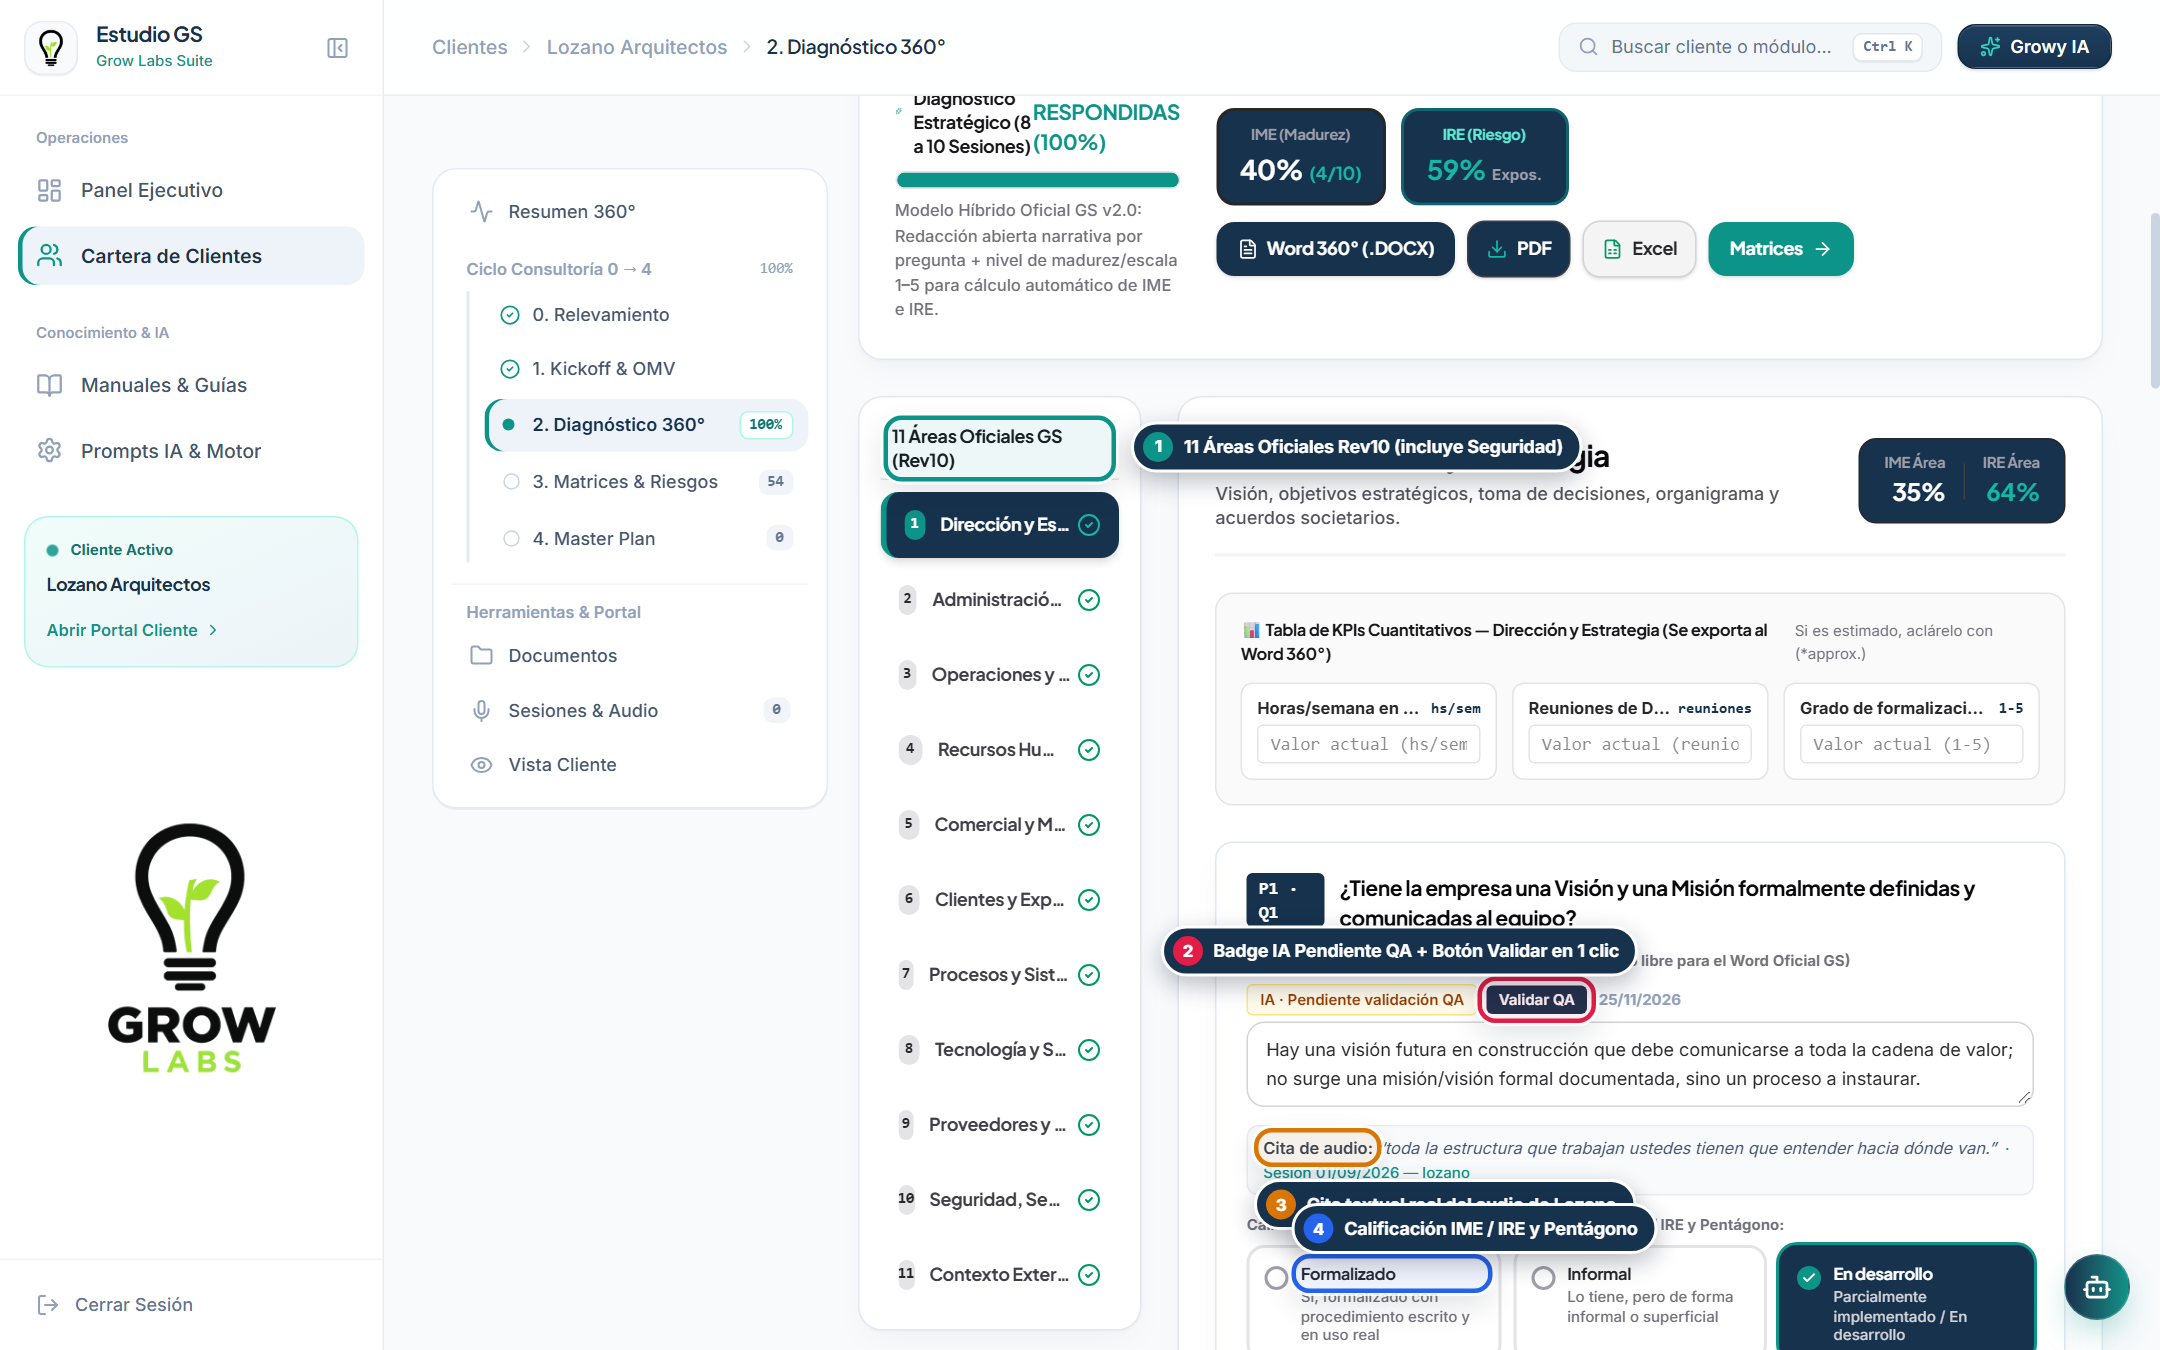 Estudio GS
Grow Labs Suite
Operaciones
Panel Ejecutivo
Cartera de Clientes
Conocimiento & IA
Manuales & Guías
Prompts IA & Motor
Cliente Activo
Lozano Arquitectos
Abrir Portal Cliente
GROW
LABS
Cerrar Sesión
Clientes
Lozano Arquitectos
2. Diagnóstico 360°
Buscar cliente o módulo...
Ctrl K
Growy IA
Resumen 360°
Ciclo Consultoría 0 → 4
100%
0. Relevamiento
1. Kickoff & OMV
2. Diagnóstico 360°
100%
3. Matrices & Riesgos
54
4. Master Plan
0
Herramientas & Portal
Documentos
Sesiones & Audio
0
Vista Cliente
Diagnóstico
Estratégico (8
a 10 Sesiones)
RESPONDIDAS
(100%)
Modelo Híbrido Oficial GS v2.0:
Redacción abierta narrativa por
pregunta + nivel de madurez/escala
1–5 para cálculo automático de IME
e IRE.
IME (Madurez)
40% (4/10)
IRE (Riesgo)
59% Expos.
Word 360° (.DOCX)
PDF
Excel
Matrices
11 Áreas Oficiales GS
(Rev10)
1 Dirección y Es...
2 Administració...
3 Operaciones y ...
4 Recursos Hu...
5 Comercial y M...
6 Clientes y Exp...
7 Procesos y Sist...
8 Tecnología y S...
9 Proveedores y ...
10 Seguridad, Se...
11 Contexto Exter...
1 11 Áreas Oficiales Rev10 (incluye Seguridad)
gia
Visión, objetivos estratégicos, toma de decisiones, organigrama y
acuerdos societarios.
IME Área
35%
IRE Área
64%
Tabla de KPIs Cuantitativos — Dirección y Estrategia (Se exporta al
Word 360°)
Si es estimado, aclárelo con
(*approx.)
Horas/semana en ... hs/sem
Valor actual (hs/sem
Reuniones de D... reuniones
Valor actual (reunio
Grado de formalizaci... 1-5
Valor actual (1-5)
P1 ·
Q1
¿Tiene la empresa una Visión y una Misión formalmente definidas y
comunicadas al equipo?
2 Badge IA Pendiente QA + Botón Validar en 1 clic
libre para el Word Oficial GS)
IA · Pendiente validación QA
Validar QA
25/11/2026
Hay una visión futura en construcción que debe comunicarse a toda la cadena de valor;
no surge una misión/visión formal documentada, sino un proceso a instaurar.
Cita de audio: "toda la estructura que trabajan ustedes tienen que entender hacia dónde van.” ·
Sesión 01/09/2026 — lozano
3 Cita textual real del audio de Lozano
4 Calificación IME / IRE y Pentágono
IRE y Pentágono:
Formalizado
Sí, formalizado con
procedimiento escrito y
en uso real
Informal
Lo tiene, pero de forma
informal o superficial
En desarrollo
Parcialmente
implementado / En
desarrollo